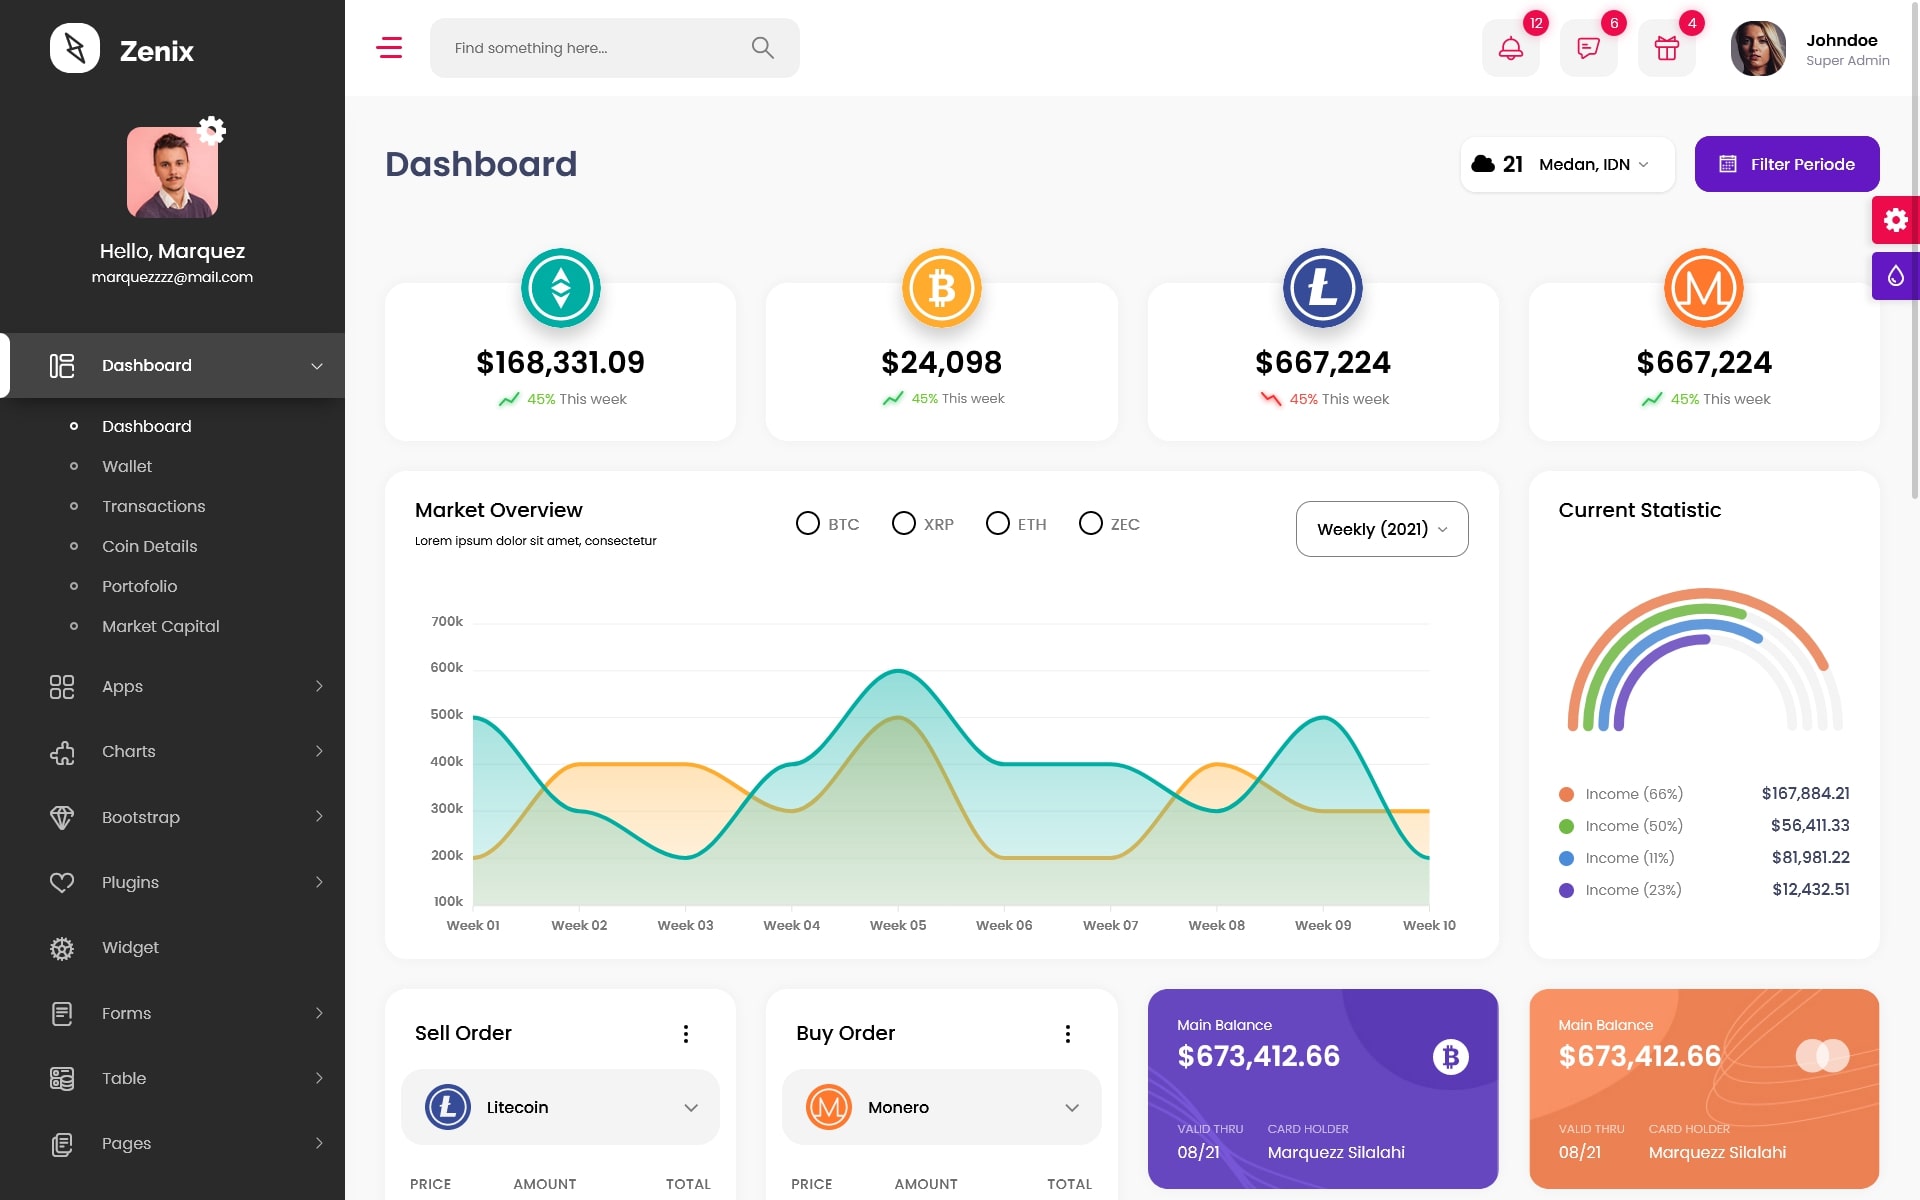 Zenix
Hello, Marquez
marquezzzz@mail.com
Dashboard
Dashboard
Wallet
Transactions
Coin Details
Portofolio
Market Capital
Apps
Charts
Bootstrap
Plugins
Widget
Forms
Table
Pages
Find something here...
12
6
4
Johndoe
Super Admin
Dashboard
21 Medan, IDN
Filter Periode
$168,331.09
45% This week
$24,098
45% This week
$667,224
45% This week
$667,224
45% This week
Market Overview
Lorem ipsum dolor sit amet, consectetur
BTC XRP ETH ZEC
Weekly (2021)
700k
600k
500k
400k
300k
200k
100k
Week 01 Week 02 Week 03 Week 04 Week 05 Week 06 Week 07 Week 08 Week 09 Week 10
Current Statistic
Income (66%) $167,884.21
Income (50%) $56,411.33
Income (11%) $81,981.22
Income (23%) $12,432.51
Sell Order
Litecoin
PRICE AMOUNT TOTAL
Buy Order
Monero
PRICE AMOUNT TOTAL
Main Balance
$673,412.66
VALID THRU CARD HOLDER
08/21 Marquezz Silalahi
Main Balance
$673,412.66
VALID THRU CARD HOLDER
08/21 Marquezz Silalahi